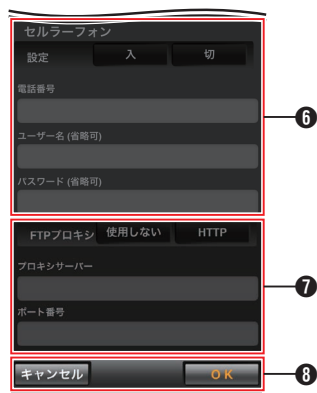 セルラーフォン
設定 入 切
電話番号
ユーザー名 (省略可)
パスワード (省略可)
❻
FTPプロキシ 使用しない HTTP
プロキシサーバー
❼
ポート番号
キャンセル OK ❽